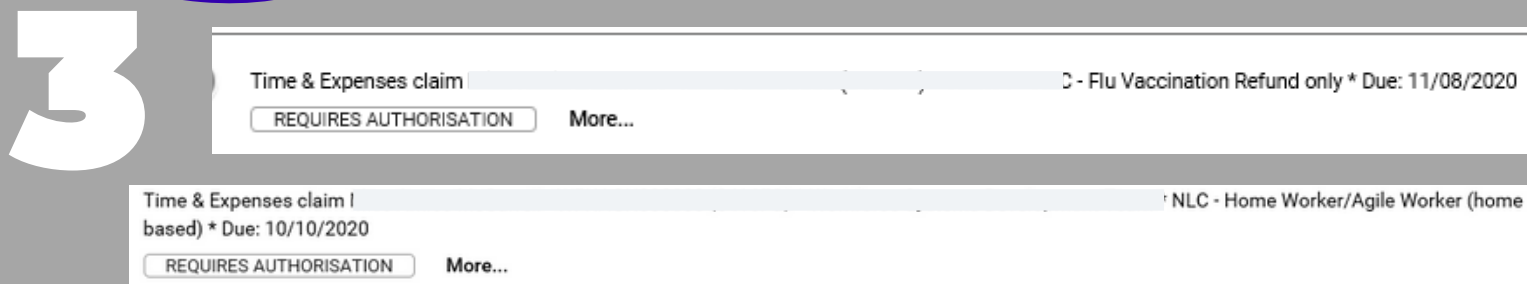 3
Time & Expenses claim C - Flu Vaccination Refund only * Due: 11/08/2020
REQUIRES AUTHORISATION More...
Time & Expenses claim * NLC - Home Worker/Agile Worker (home
based) * Due: 10/10/2020
REQUIRES AUTHORISATION More...